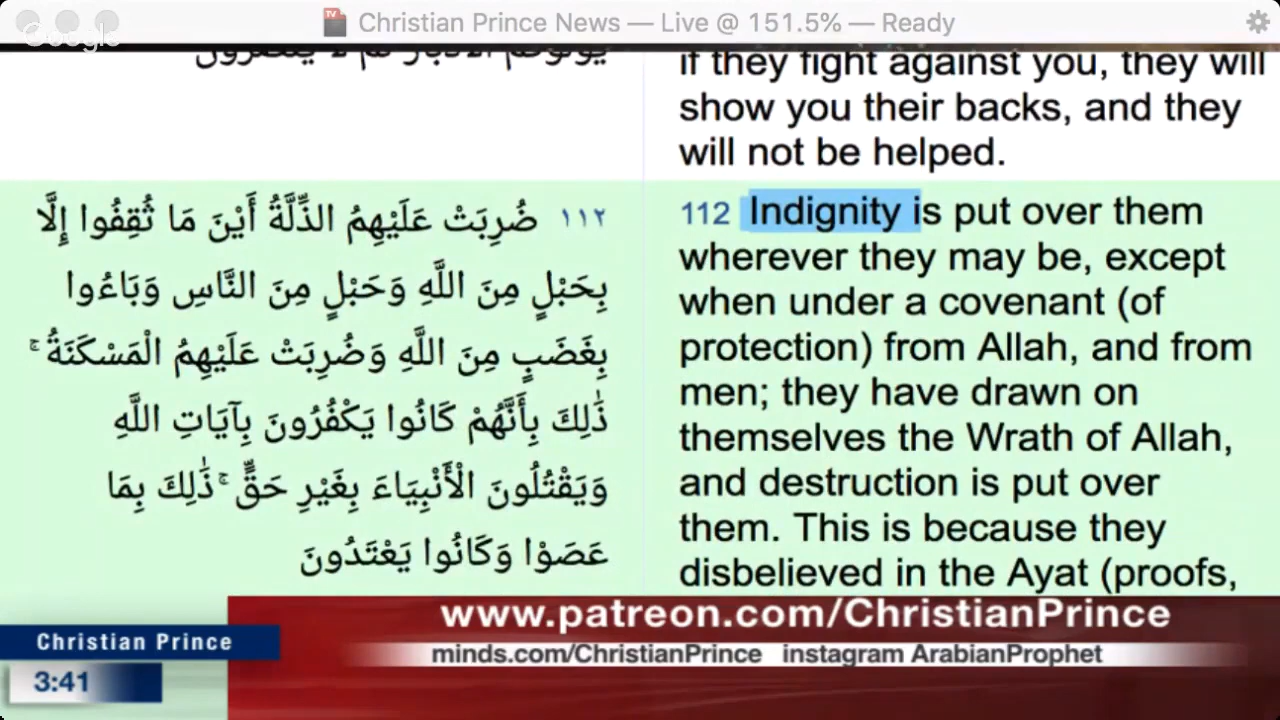 Christian Prince News — Live @ 151.5% — Ready
Google
if they fight against you, they will
show you their backs, and they
will not be helped.
١١٢ ضُرِبَتْ عَلَيْهِمُ الذِّلَّةُ أَيْنَ مَا ثُقِفُوا إِلَّا
بِحَبْلٍ مِنَ اللَّهِ وَحَبْلٍ مِنَ النَّاسِ وَبَاءُوا
بِغَضَبٍ مِنَ اللَّهِ وَضُرِبَتْ عَلَيْهِمُ الْمَسْكَنَةُ ۚ
ذَٰلِكَ بِأَنَّهُمْ كَانُوا يَكْفُرُونَ بِآيَاتِ اللَّهِ
وَيَقْتُلُونَ الْأَنْبِيَاءَ بِغَيْرِ حَقٍّ ۚ ذَٰلِكَ بِمَا
عَصَوْا وَكَانُوا يَعْتَدُونَ
112 Indignity is put over them
wherever they may be, except
when under a covenant (of
protection) from Allah, and from
men; they have drawn on
themselves the Wrath of Allah,
and destruction is put over
them. This is because they
disbelieved in the Ayat (proofs,
www.patreon.com/ChristianPrince
Christian Prince
minds.com/ChristianPrince instagram ArabianProphet
3:41